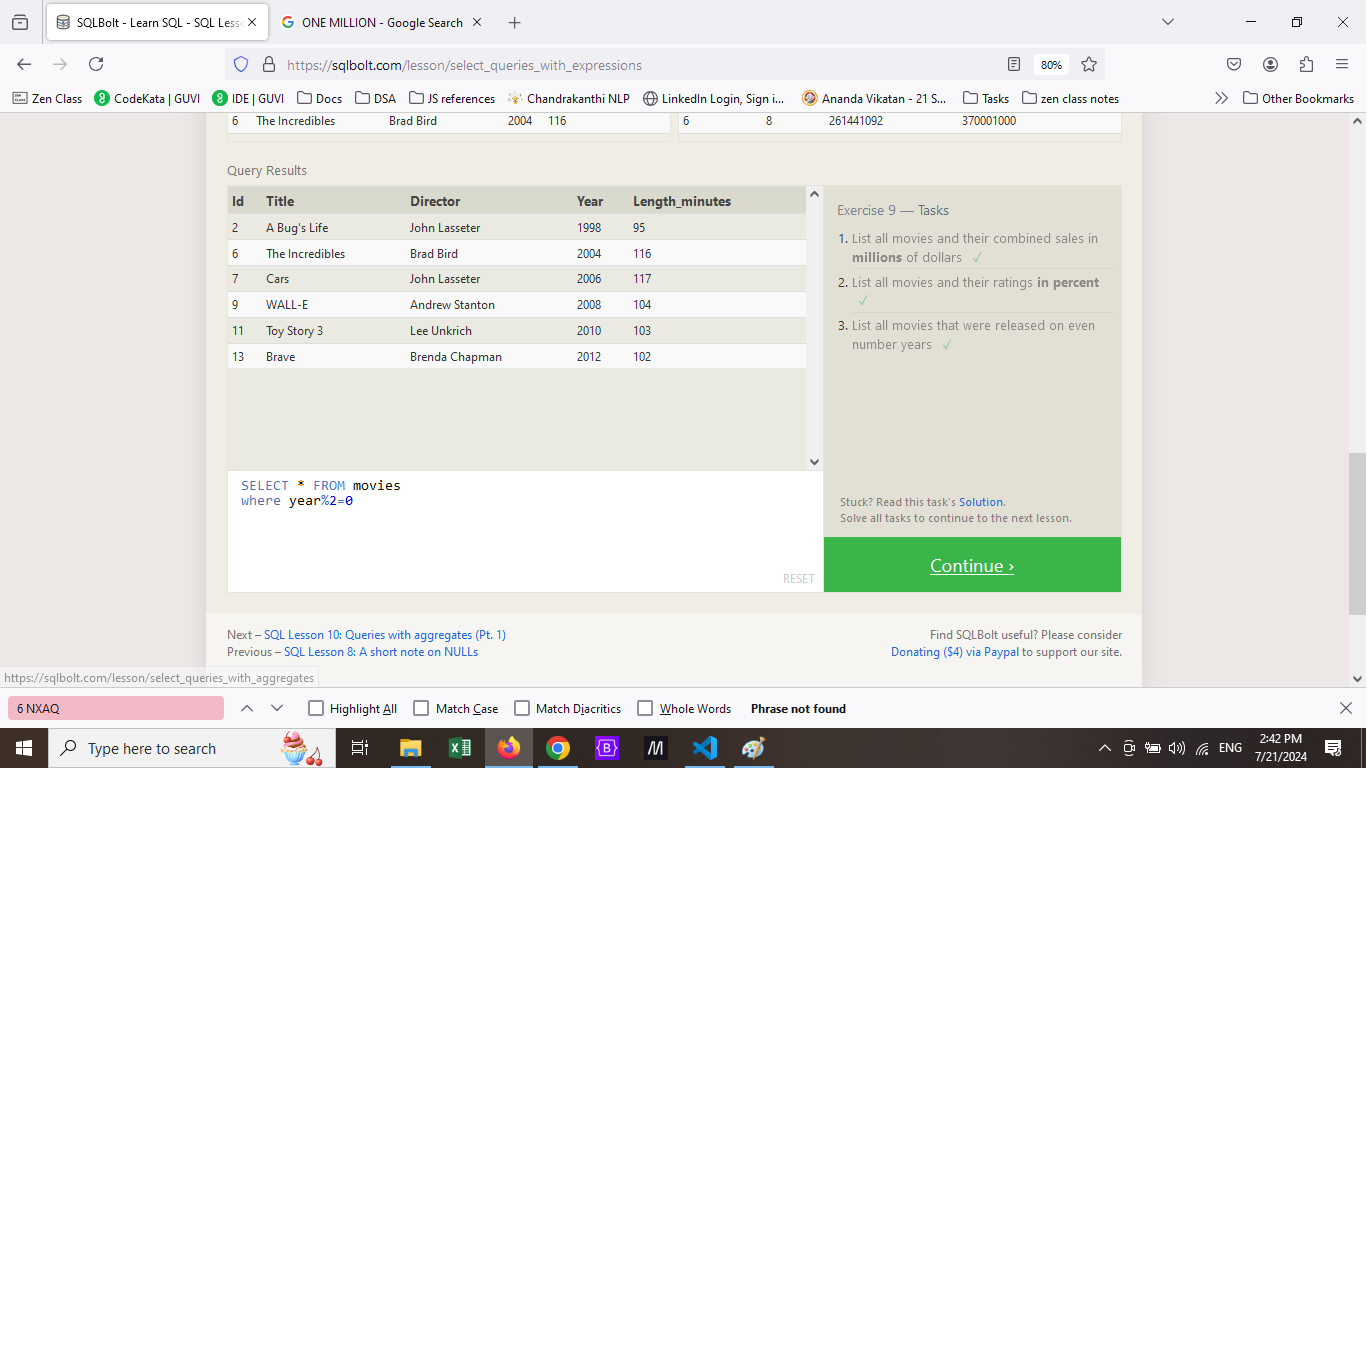 SQLBolt - Learn SQL - SQL Less
ONE MILLION - Google Search
https://sqlbolt.com/lesson/select_queries_with_expressions
80%
Zen Class
CodeKata | GUVI
IDE | GUVI
Docs
DSA
JS references
Chandrakanthi NLP
LinkedIn Login, Sign i...
Ananda Vikatan - 21 S...
Tasks
zen class notes
Other Bookmarks
6 The Incredibles Brad Bird 2004 116
6 8 261441092 370001000
Query Results
Id Title Director Year Length_minutes
2 A Bug's Life John Lasseter 1998 95
6 The Incredibles Brad Bird 2004 116
7 Cars John Lasseter 2006 117
9 WALL-E Andrew Stanton 2008 104
11 Toy Story 3 Lee Unkrich 2010 103
13 Brave Brenda Chapman 2012 102
SELECT * FROM movies
where year%2=0
RESET
Exercise 9 — Tasks
1. List all movies and their combined sales in
millions of dollars ✓
2. List all movies and their ratings in percent
✓
3. List all movies that were released on even
number years ✓
Stuck? Read this task's Solution.
Solve all tasks to continue to the next lesson.
Continue ›
Next – SQL Lesson 10: Queries with aggregates (Pt. 1)
Previous – SQL Lesson 8: A short note on NULLs
Find SQLBolt useful? Please consider
Donating ($4) via Paypal to support our site.
https://sqlbolt.com/lesson/select_queries_with_aggregates
6 NXAQ
Highlight All
Match Case
Match Diacritics
Whole Words
Phrase not found
Type here to search
ENG
2:42 PM
7/21/2024